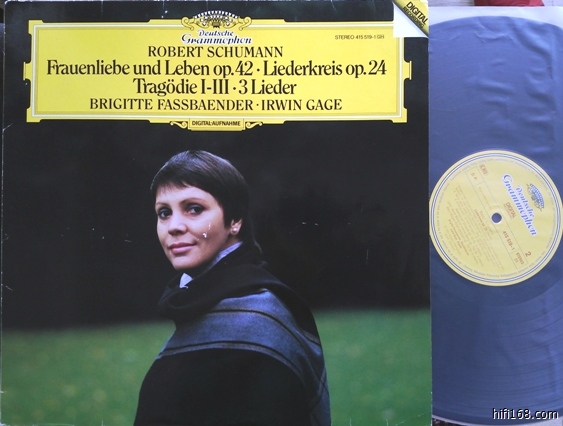 DIGITAL
Deutsche
Grammophon
STEREO 415 519-1 GH
ROBERT SCHUMANN
Frauenliebe und Leben op. 42 · Liederkreis op. 24
Tragödie I-III · 3 Lieder
BRIGITTE FASSBAENDER · IRWIN GAGE
DIGITAL-AUFNAHME
Deutsche
Grammophon
2
hifi168.com